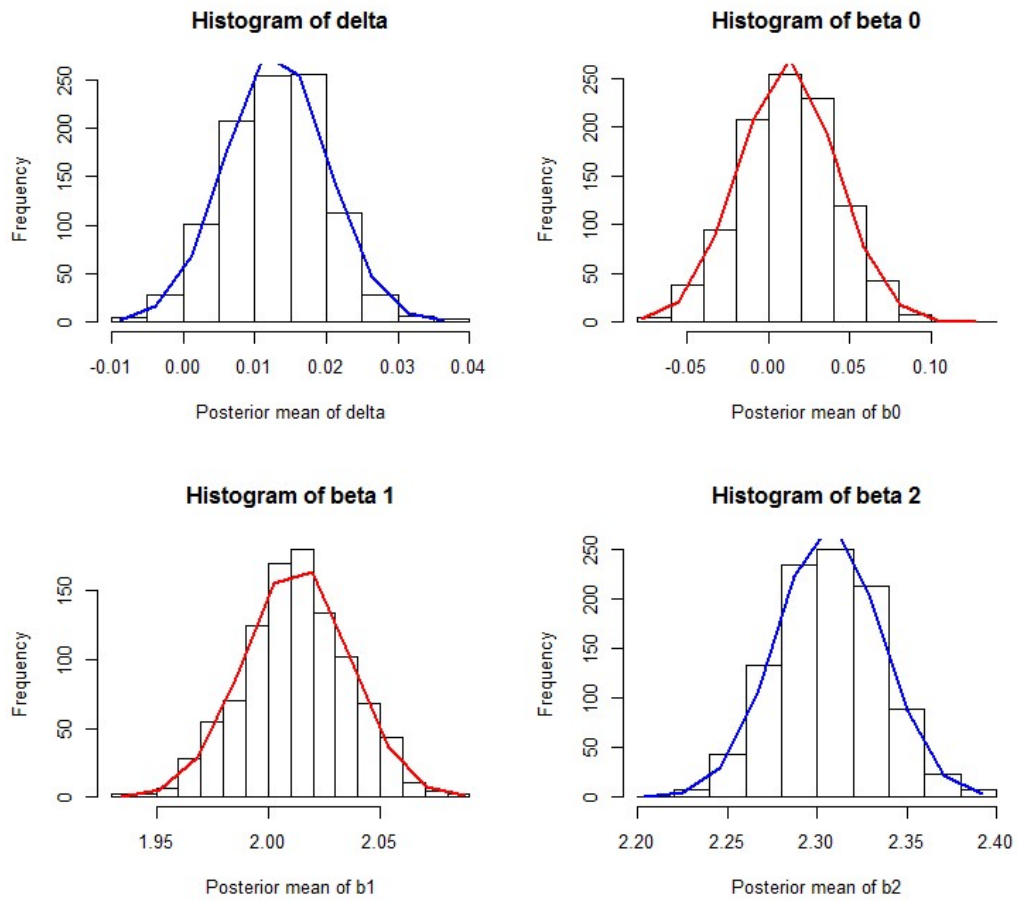 Histogram of delta
Frequency
0 50 100 150 200 250
-0.01 0.00 0.01 0.02 0.03 0.04
Posterior mean of delta
Histogram of beta 0
Frequency
0 50 100 150 200 250
-0.05 0.00 0.05 0.10
Posterior mean of b0
Histogram of beta 1
Frequency
0 50 100 150
1.95 2.00 2.05
Posterior mean of b1
Histogram of beta 2
Frequency
0 50 100 150 200 250
2.20 2.25 2.30 2.35 2.40
Posterior mean of b2